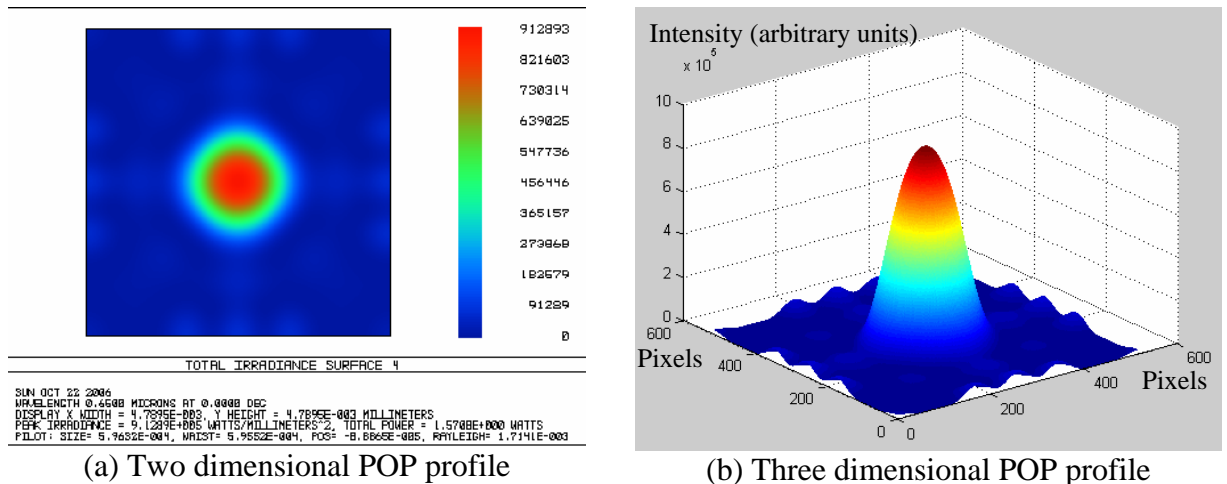 912893
821603
730314
639025
547736
456446
365157
273868
182579
91289
0
TOTAL IRRADIANCE SURFACE 4
SUN OCT 22 2006
WAVELENGTH 0.6500 MICRONS AT 0.0000 DEG
DISPLAY X WIDTH = 4.7895E-003, Y HEIGHT = 4.7895E-003 MILLIMETERS
PEAK IRRADIANCE = 9.1289E+005 WATTS/MILLIMETERS^2, TOTAL POWER = 1.5708E+000 WATTS
PILOT: SIZE= 5.9632E-004, WAIST= 5.9552E-004, POS= -8.8865E-005, RAYLEIGH= 1.7141E-003
(a) Two dimensional POP profile
Intensity (arbitrary units)
x 10^5
10
8
6
4
2
0
600
400
200
0
Pixels
0
200
400
600
Pixels
(b) Three dimensional POP profile